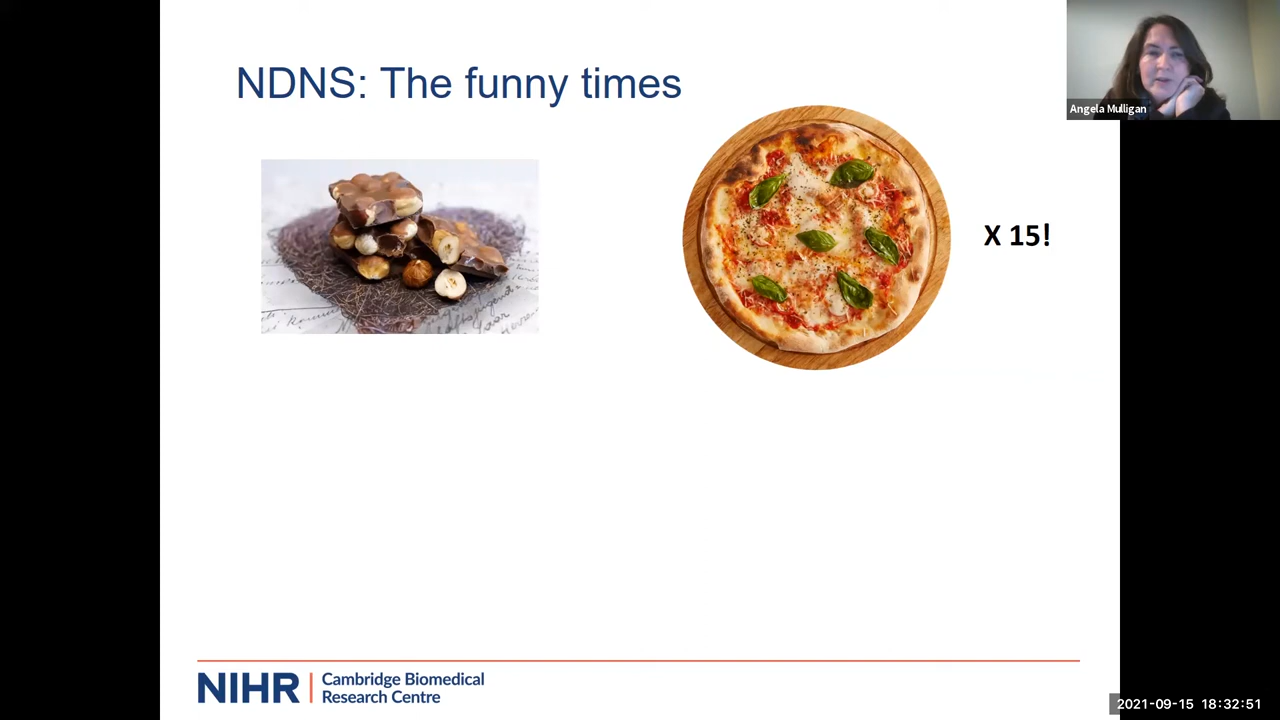 NDNS: The funny times
Angela Mulligan
X 15!
NIHR | Cambridge Biomedical
Research Centre
2021-09-15 18:32:51